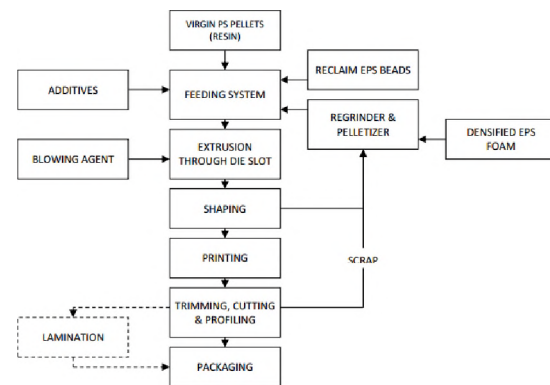 VIRGIN PS PELLETS
(RESIN)
RECLAIM EPS BEADS
ADDITIVES
FEEDING SYSTEM
REGRINDER &
PELLETIZER
DENSIFIED EPS
FOAM
BLOWING AGENT
EXTRUSION
THROUGH DIE SLOT
SHAPING
PRINTING
SCRAP
TRIMMING, CUTTING
& PROFILING
LAMINATION
PACKAGING